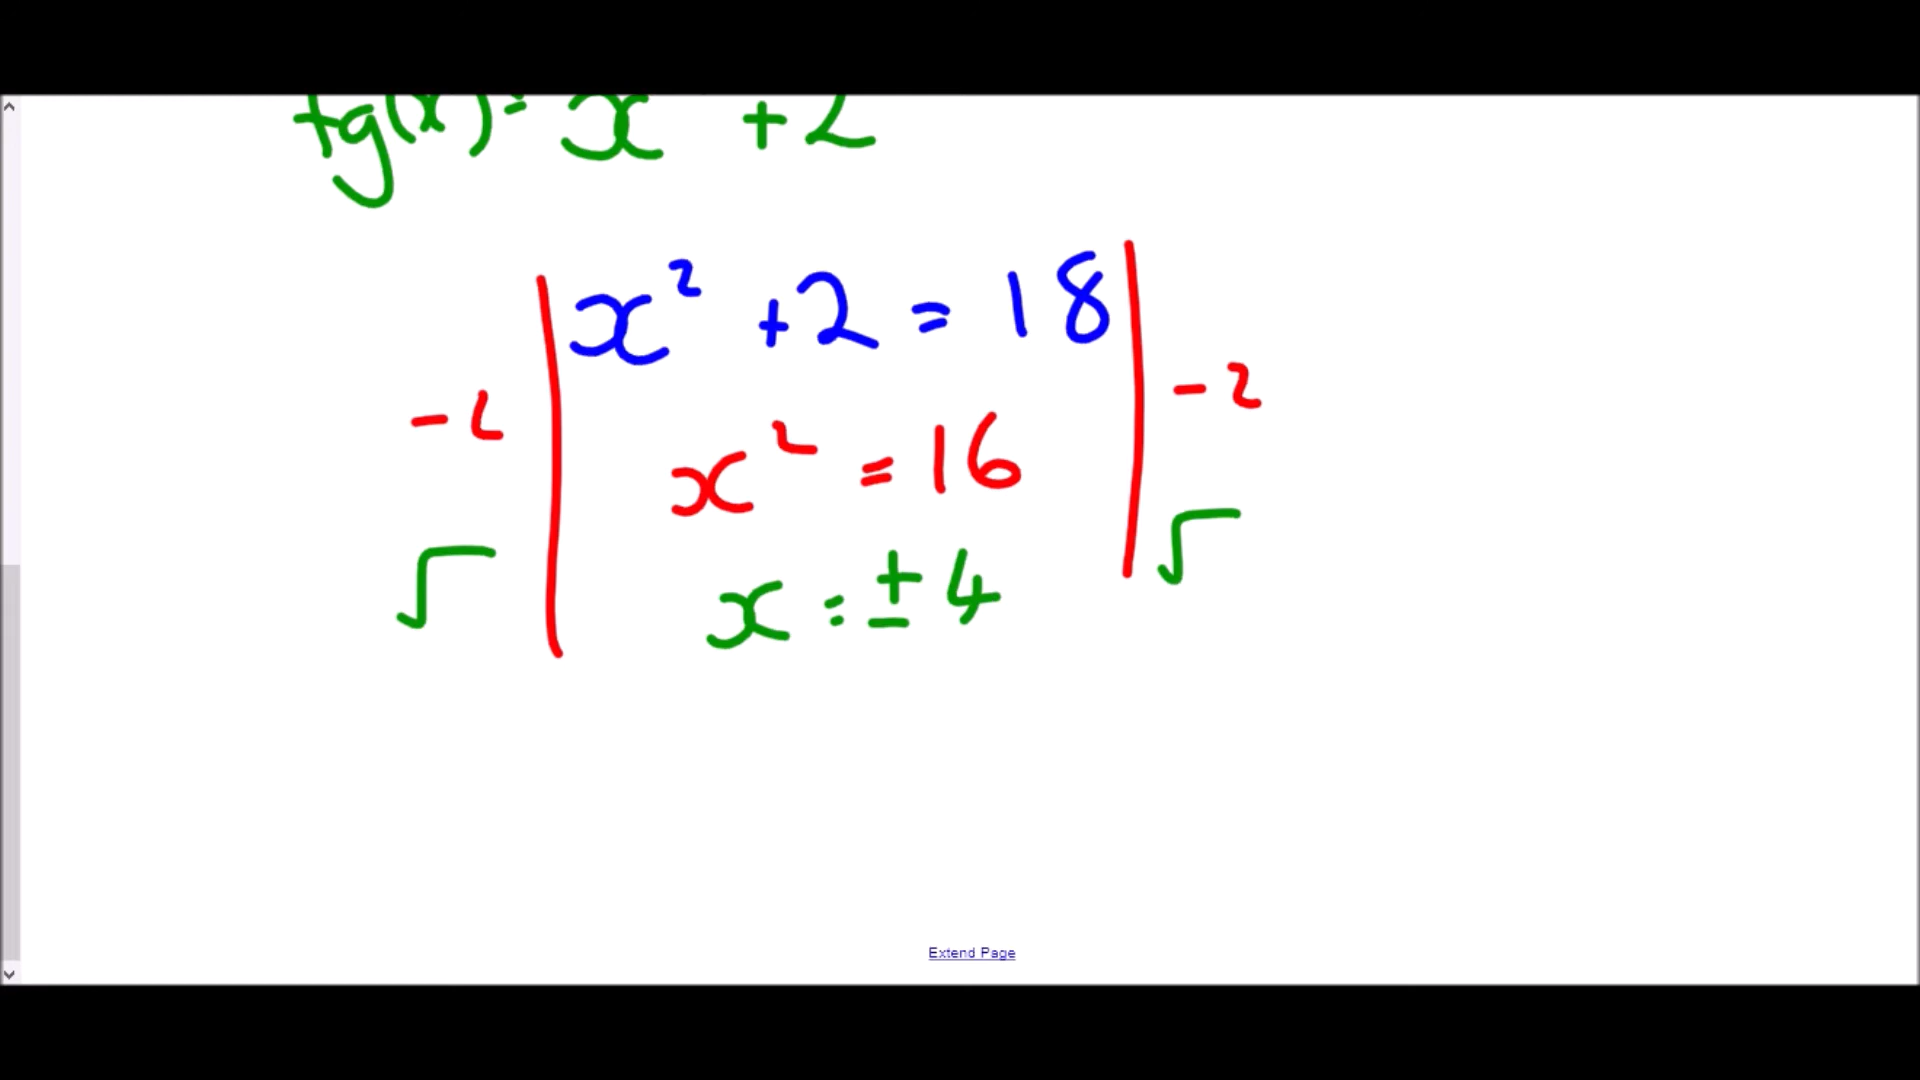 fg(x) = x + 2
x² + 2 = 18
- 2 - 2
x² = 16
√ √
x = ± 4
Extend Page